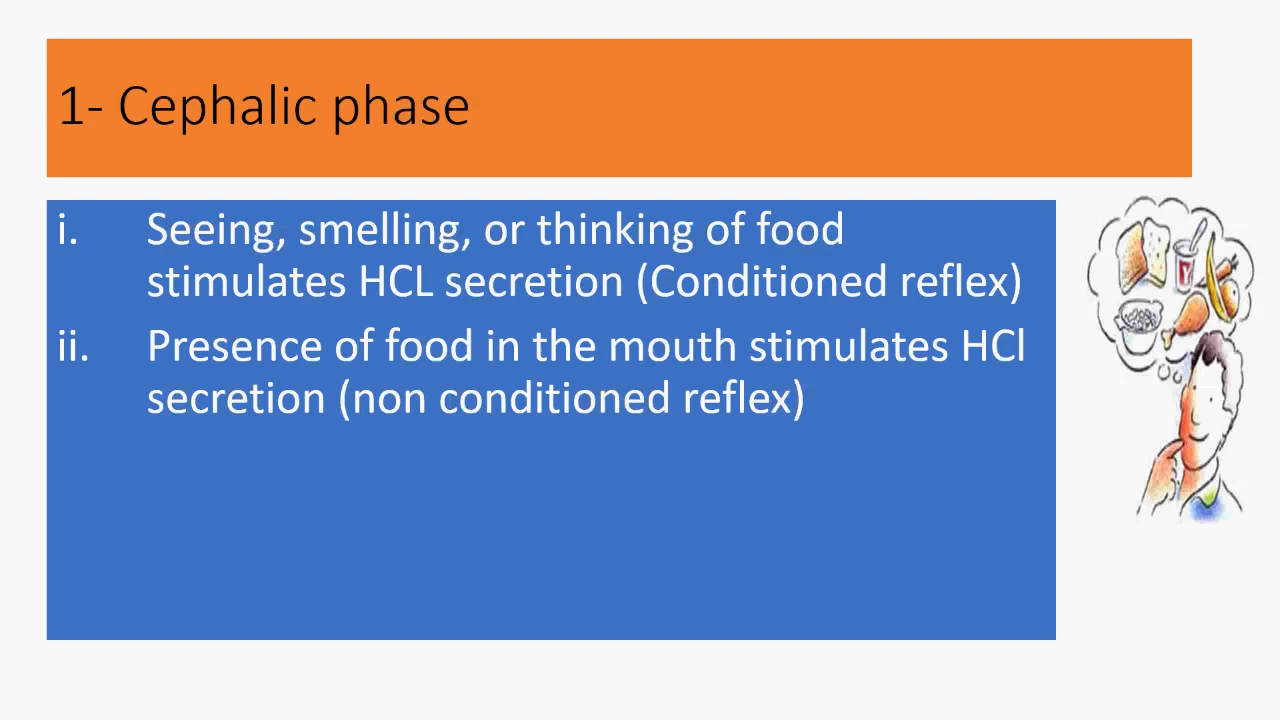 1- Cephalic phase
i. Seeing, smelling, or thinking of food
stimulates HCL secretion (Conditioned reflex)
ii. Presence of food in the mouth stimulates HCl
secretion (non conditioned reflex)